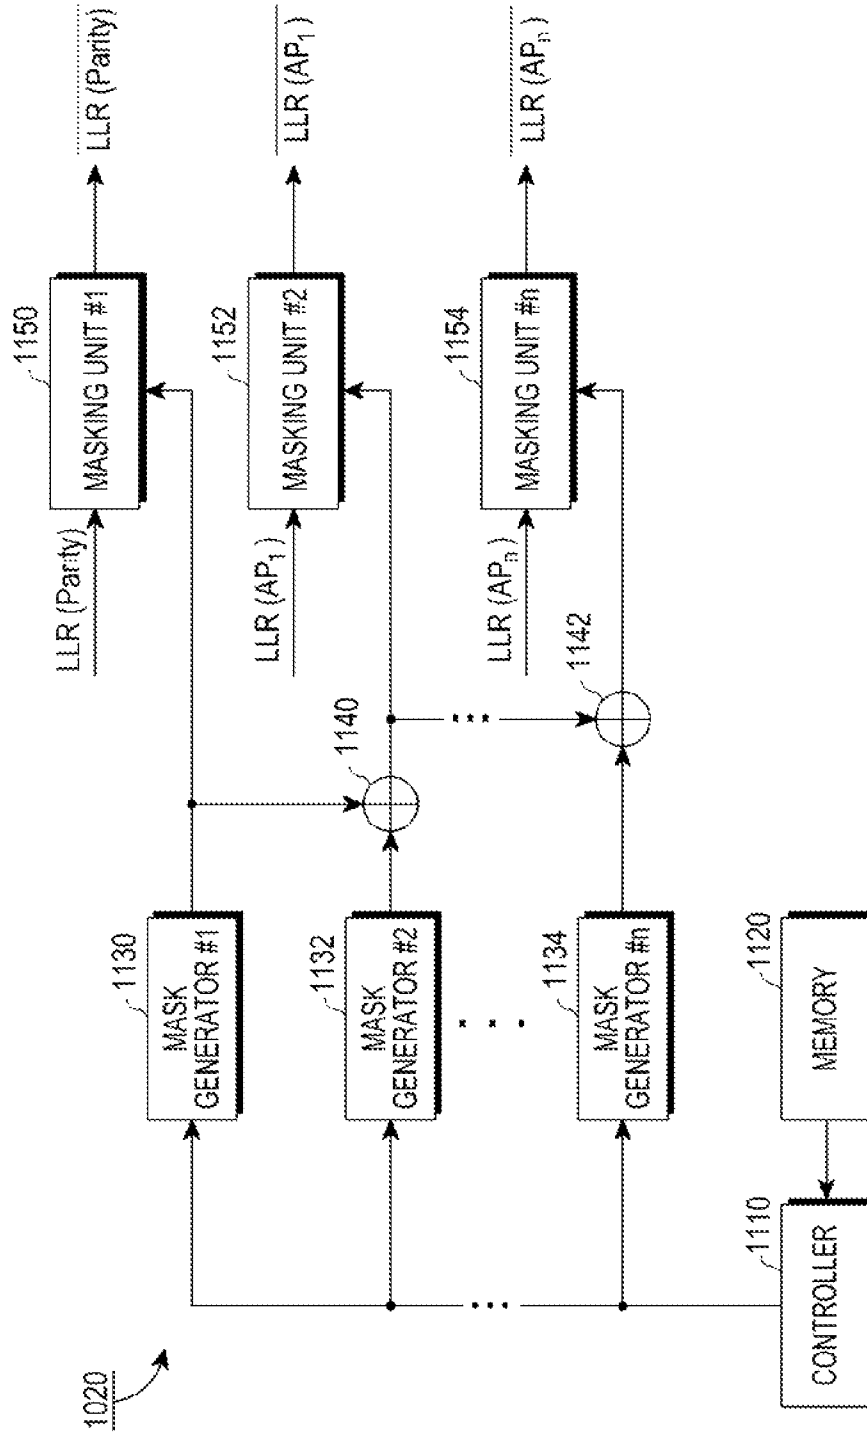 1020
1150
LLR (Parity)
MASKING UNIT #1
LLR (Parity)
1130
MASK
GENERATOR #1
1140
1152
LLR (AP1)
MASKING UNIT #2
LLR (AP1)
1132
MASK
GENERATOR #2
1142
1154
LLR (APn)
MASKING UNIT #n
LLR (APn)
1134
MASK
GENERATOR #n
1110
CONTROLLER
1120
MEMORY